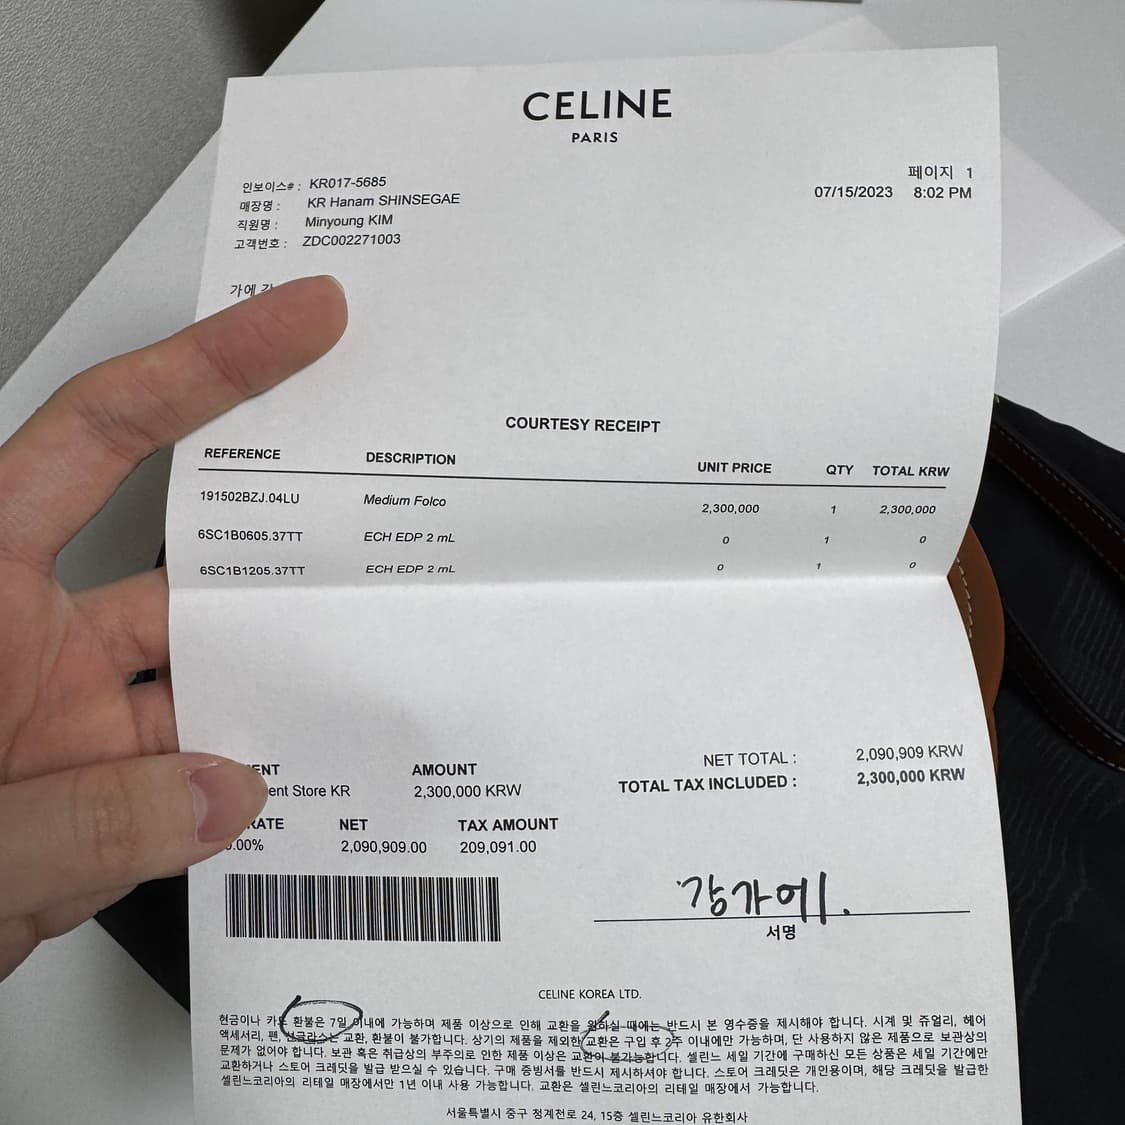 CELINE
PARIS
페이지 1
07/15/2023 8:02 PM
인보이스# : KR017-5685
매장명 : KR Hanam SHINSEGAE
직원명 : Minyoung KIM
고객번호 : ZDC002271003
가에
COURTESY RECEIPT
REFERENCE DESCRIPTION UNIT PRICE QTY TOTAL KRW
191502BZJ.04LU Medium Folco 2,300,000 1 2,300,000
6SC1B0605.37TT ECH EDP 2 mL 0 1 0
6SC1B1205.37TT ECH EDP 2 mL 0 1 0
NET TOTAL : 2,090,909 KRW
TOTAL TAX INCLUDED : 2,300,000 KRW
AMOUNT
Store KR 2,300,000 KRW
NET TAX AMOUNT
2,090,909.00 209,091.00
강가에.
서명
CELINE KOREA LTD.
현금이나 환불은 7일 이내에 가능하며 제품 이상으로 인해 교환을 원하실 때에는 반드시 본 영수증을 제시해야 합니다. 시계 및 쥬얼리, 헤어
액세서리, 펜, 선글라스는 교환, 환불이 불가합니다. 상기의 제품을 제외한 교환은 구입 후 2주 이내에만 가능하며, 단 사용하지 않은 제품으로 보관상의
문제가 없어야 합니다. 보관 혹은 취급상의 부주의로 인한 제품 이상은 교환이 불가능합니다. 셀린느 세일 기간에 구매하신 모든 상품은 세일 기간에만
교환하거나 스토어 크레딧을 발급 받으실 수 있습니다. 구매 증빙서를 반드시 제시하셔야 합니다. 스토어 크레딧은 개인용이며, 해당 크레딧을 발급한
셀린느코리아의 리테일 매장에서만 1년 이내 사용 가능합니다. 교환은 셀린느코리아의 리테일 매장에서 가능합니다.
서울특별시 중구 청계천로 24, 15층 셀린느코리아 유한회사